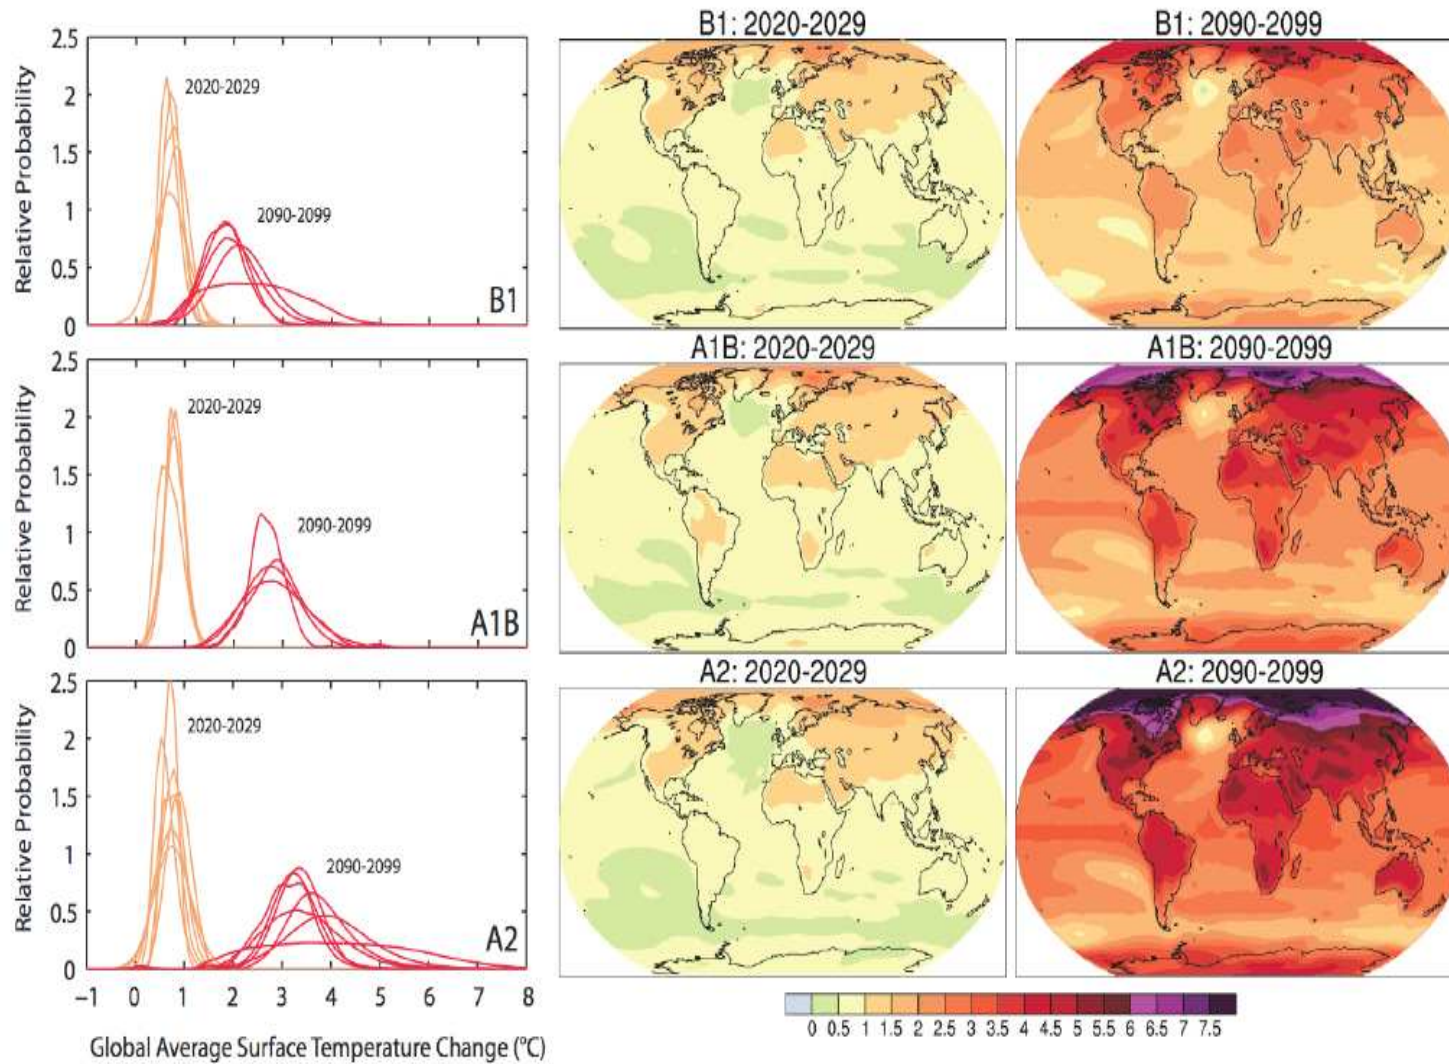 B1: 2020-2029
B1: 2090-2099
2.5
2
1.5
1
0.5
0
Relative Probability
2020-2029
2090-2099
B1
A1B: 2020-2029
A1B: 2090-2099
2.5
2
1.5
1
0.5
0
Relative Probability
2020-2029
2090-2099
A1B
A2: 2020-2029
A2: 2090-2099
2.5
2
1.5
1
0.5
0
Relative Probability
2020-2029
2090-2099
A2
−1 0 1 2 3 4 5 6 7 8
Global Average Surface Temperature Change (°C)
0 0.5 1 1.5 2 2.5 3 3.5 4 4.5 5 5.5 6 6.5 7 7.5